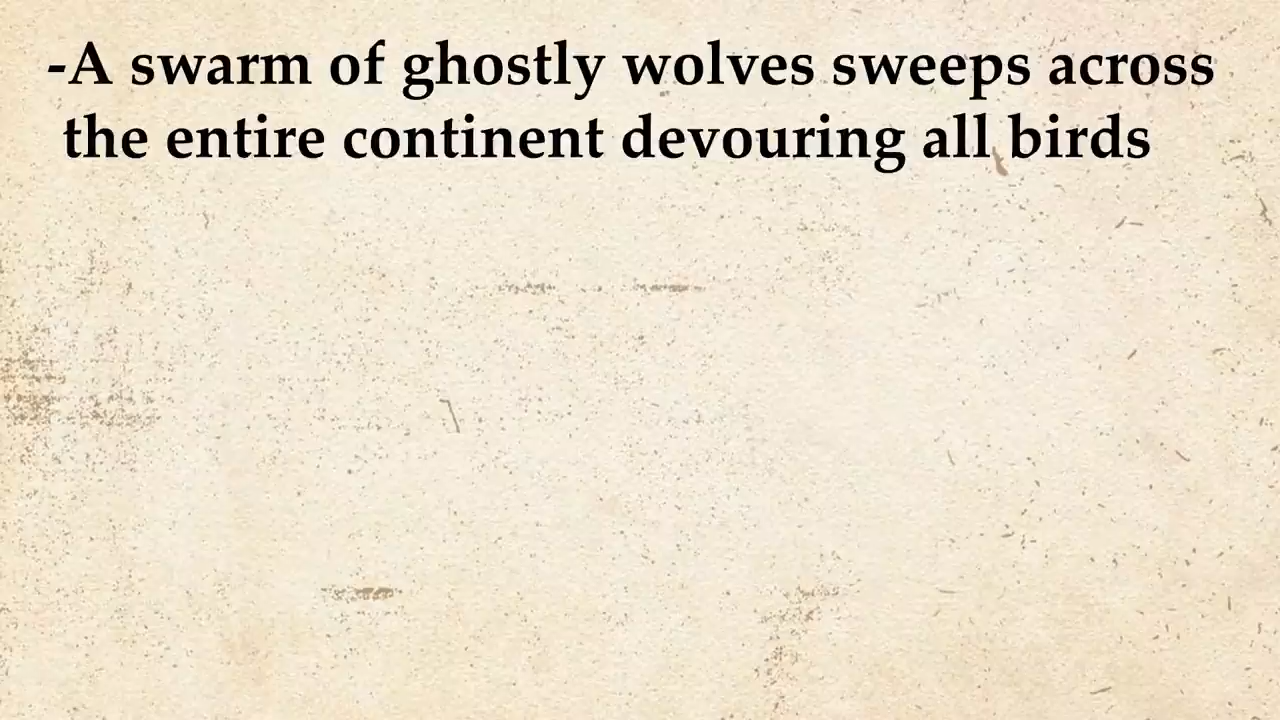 -A swarm of ghostly wolves sweeps across
the entire continent devouring all birds